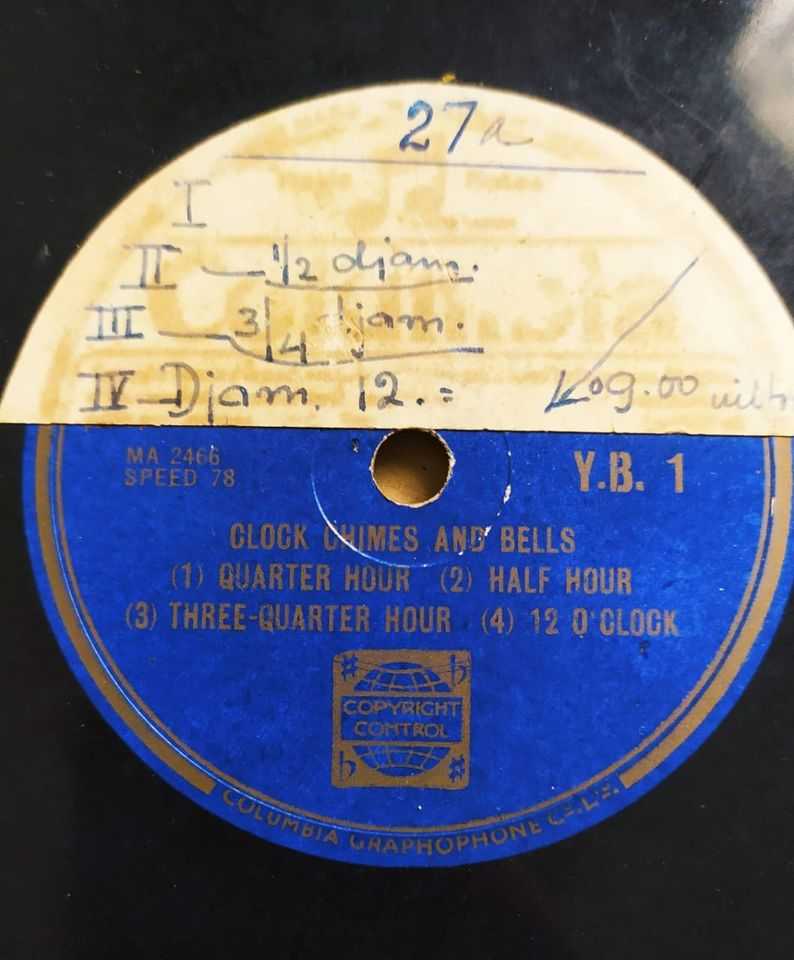 27a
I
II — 1/2 djam.
III — 3/4 djam.
IV — Djam. 12. =
09.00
MA 2466
SPEED 78
Y.B. 1
CLOCK CHIMES AND BELLS
(1) QUARTER HOUR (2) HALF HOUR
(3) THREE-QUARTER HOUR (4) 12 O'CLOCK
COPYRIGHT
CONTROL
COLUMBIA GRAPHOPHONE